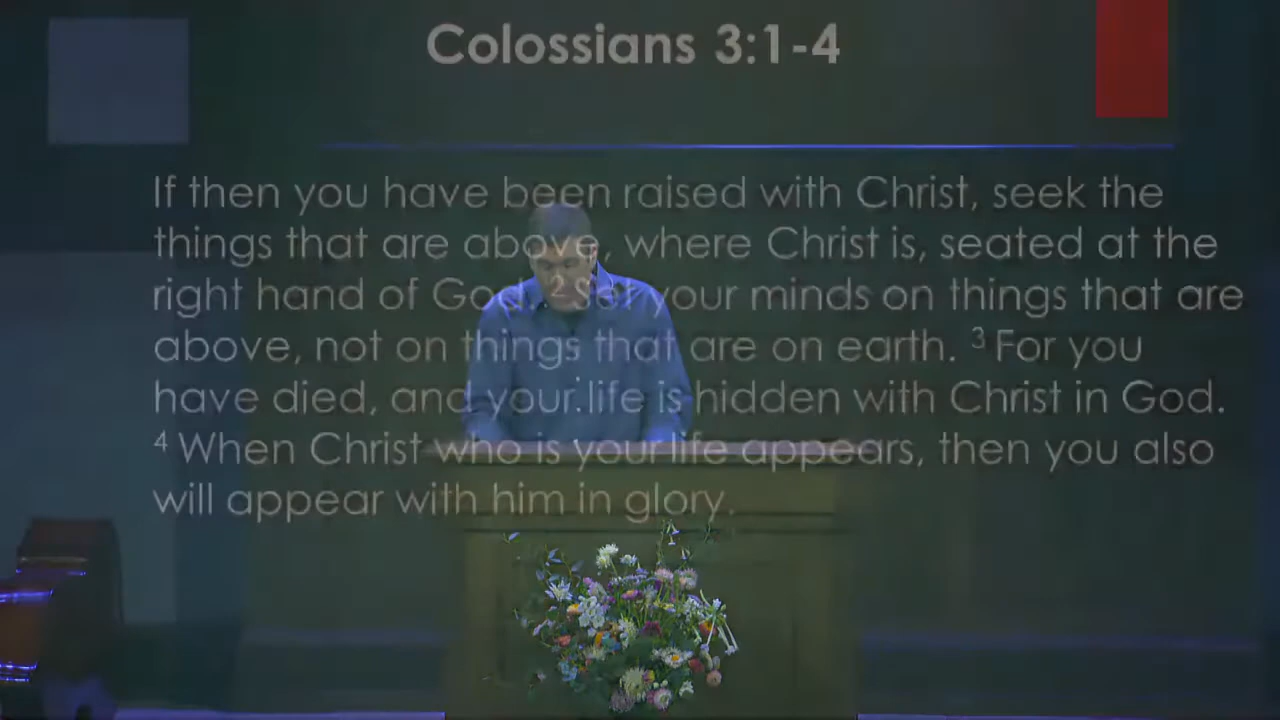 Colossians 3:1-4
If then you have been raised with Christ, seek the
things that are above, where Christ is, seated at the
right hand of God. Set your minds on things that are
above, not on things that are on earth. ³ For you
have died, and your life is hidden with Christ in God.
⁴ When Christ who is your life appears, then you also
will appear with him in glory.